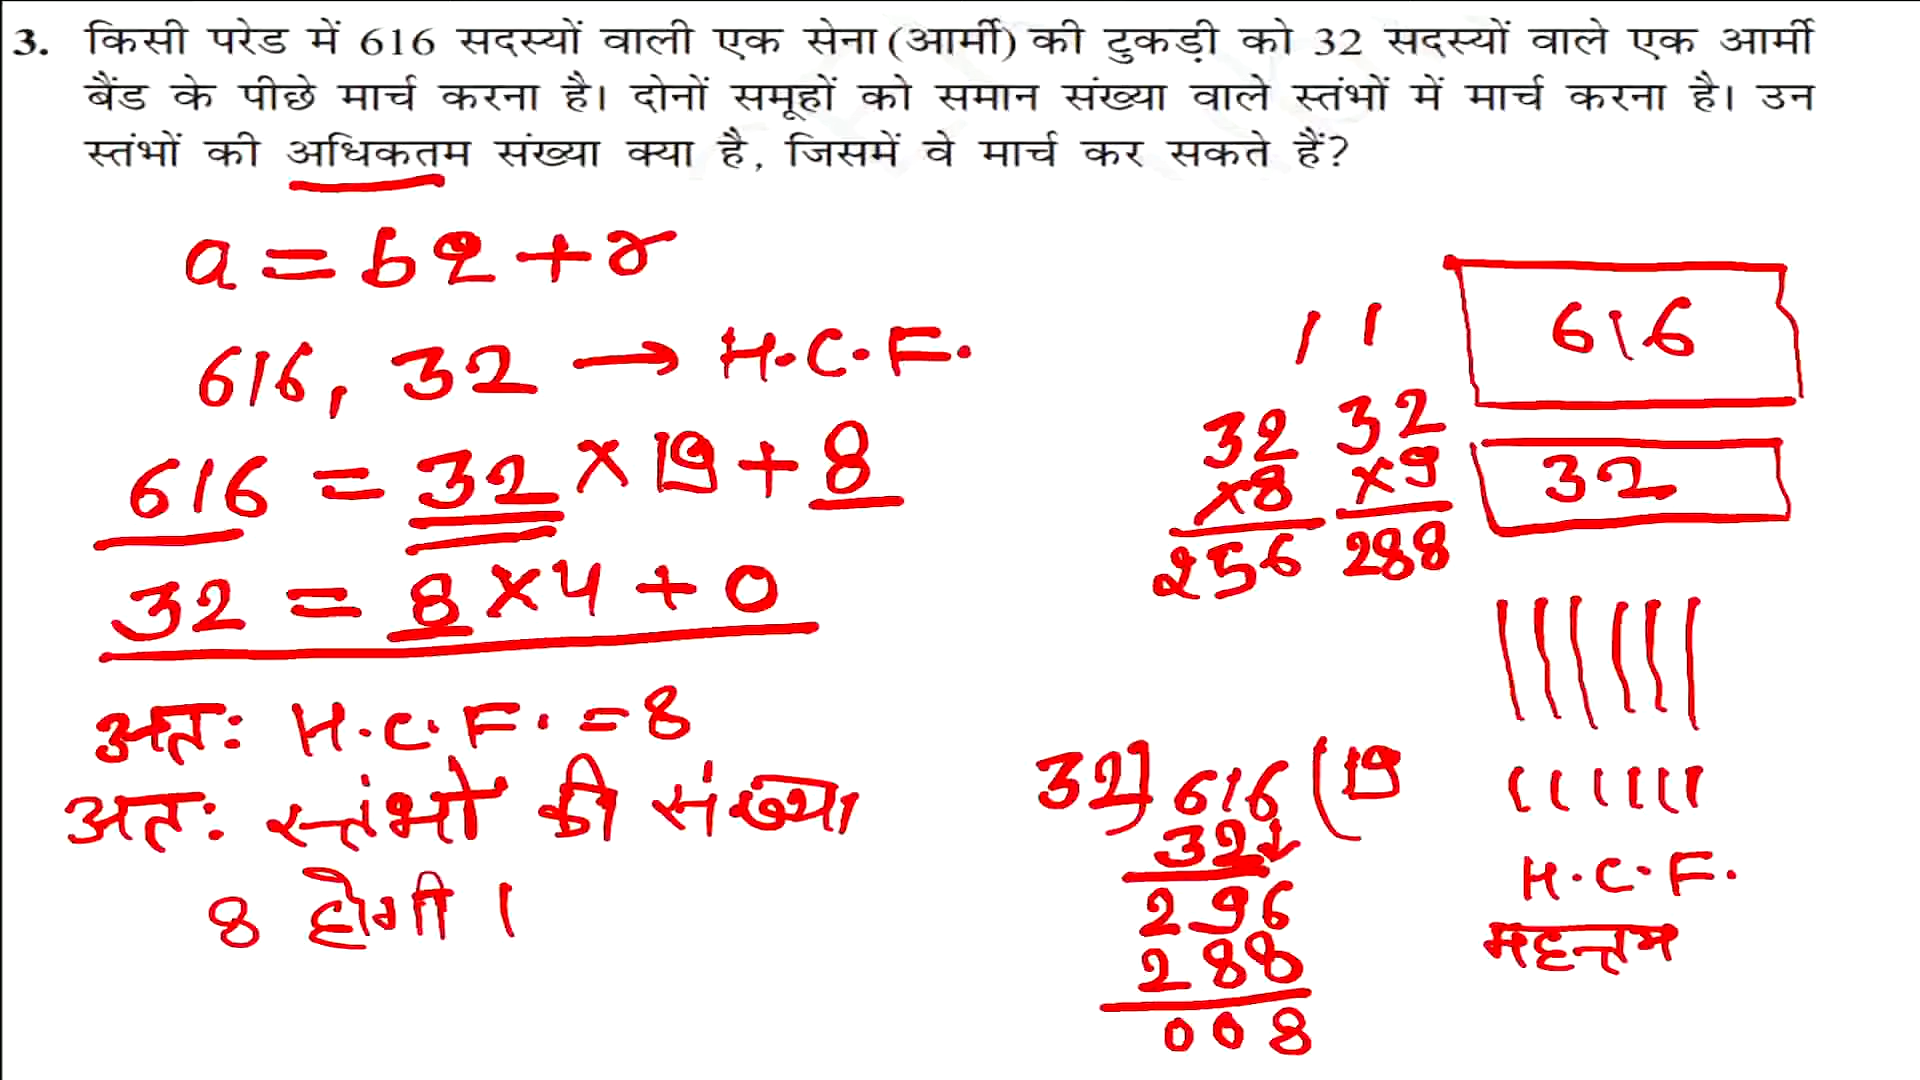 3. किसी परेड में 616 सदस्यों वाली एक सेना (आर्मी) की टुकड़ी को 32 सदस्यों वाले एक आर्मी
बैंड के पीछे मार्च करना है। दोनों समूहों को समान संख्या वाले स्तंभों में मार्च करना है। उन
स्तंभों की अधिकतम संख्या क्या है, जिसमें वे मार्च कर सकते हैं?
a = bq + r
616, 32 → H.C.F.
616 = 32 × 19 + 8
32 = 8 × 4 + 0
अतः H.C.F. = 8
अतः स्तंभों की संख्या
8 होगी ।
616
32
32
×8
256
32
×9
288
32) 616 (19
32↓
296
288
008
H.C.F.
महत्तम